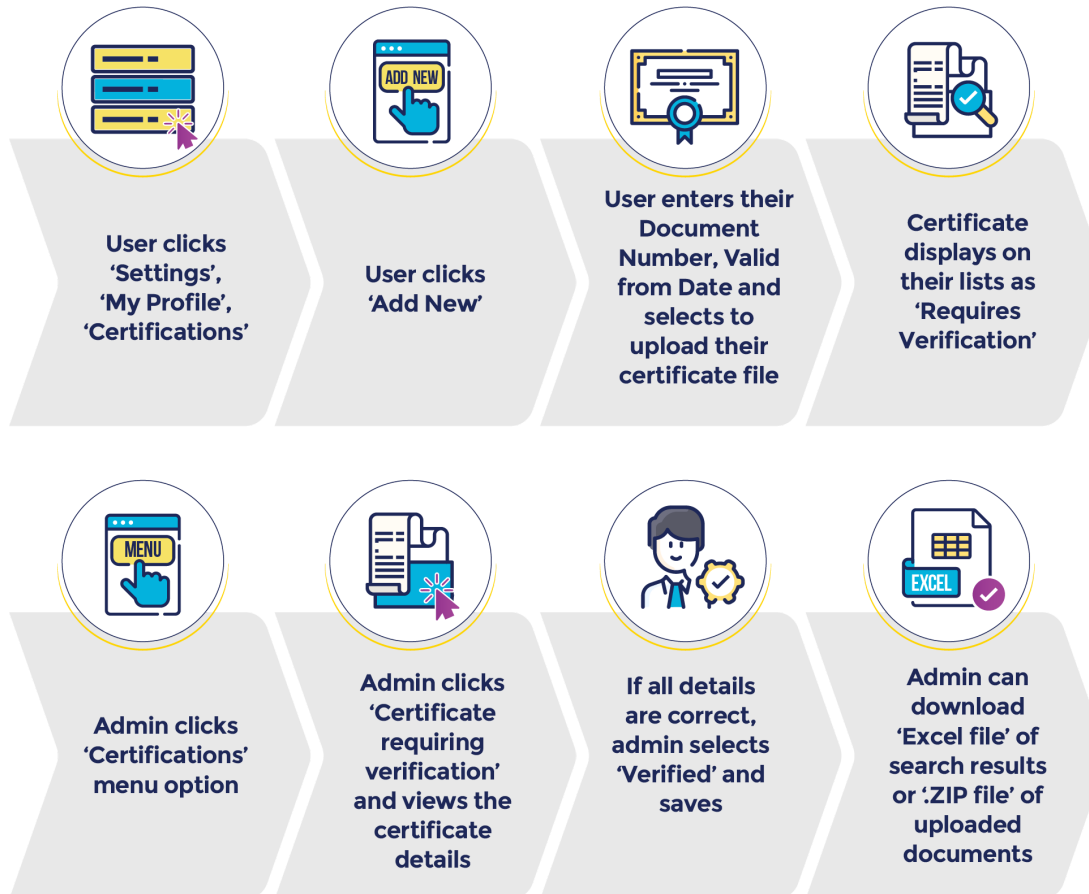 ADD NEW
User clicks
‘Settings’,
‘My Profile’,
‘Certifications’
User clicks
‘Add New’
User enters their
Document
Number, Valid
from Date and
selects to
upload their
certificate file
Certificate
displays on
their lists as
‘Requires
Verification’
MENU
EXCEL
Admin clicks
‘Certifications’
menu option
Admin clicks
‘Certificate
requiring
verification’
and views the
certificate
details
If all details
are correct,
admin selects
‘Verified’ and
saves
Admin can
download
‘Excel file’ of
search results
or ‘.ZIP file’ of
uploaded
documents